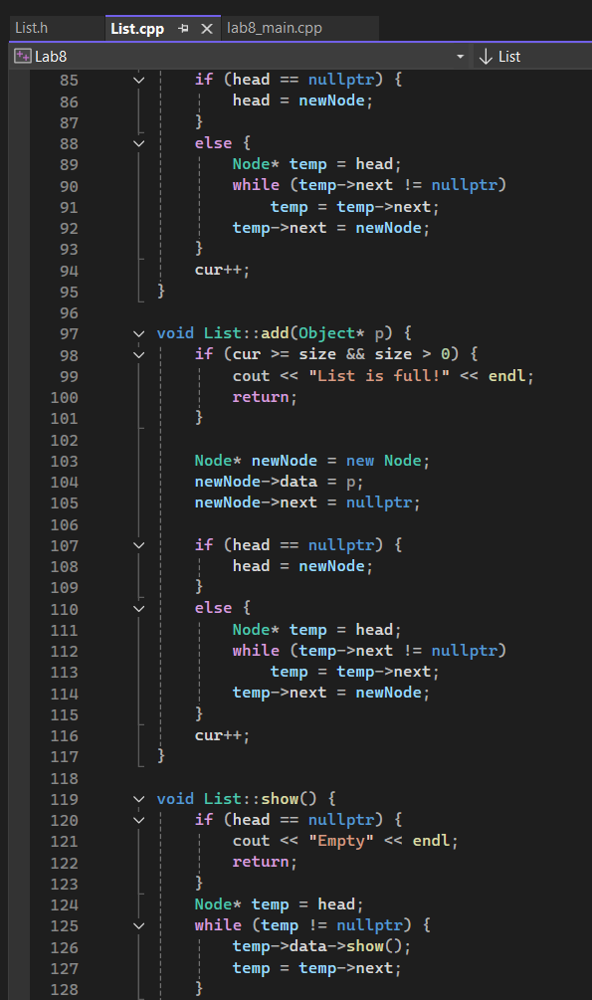 List.h List.cpp lab8_main.cpp
Lab8 List
85 if (head == nullptr) {
86 head = newNode;
87 }
88 else {
89 Node* temp = head;
90 while (temp->next != nullptr)
91 temp = temp->next;
92 temp->next = newNode;
93 }
94 cur++;
95 }
96
97 void List::add(Object* p) {
98 if (cur >= size && size > 0) {
99 cout << "List is full!" << endl;
100 return;
101 }
102
103 Node* newNode = new Node;
104 newNode->data = p;
105 newNode->next = nullptr;
106
107 if (head == nullptr) {
108 head = newNode;
109 }
110 else {
111 Node* temp = head;
112 while (temp->next != nullptr)
113 temp = temp->next;
114 temp->next = newNode;
115 }
116 cur++;
117 }
118
119 void List::show() {
120 if (head == nullptr) {
121 cout << "Empty" << endl;
122 return;
123 }
124 Node* temp = head;
125 while (temp != nullptr) {
126 temp->data->show();
127 temp = temp->next;
128 }